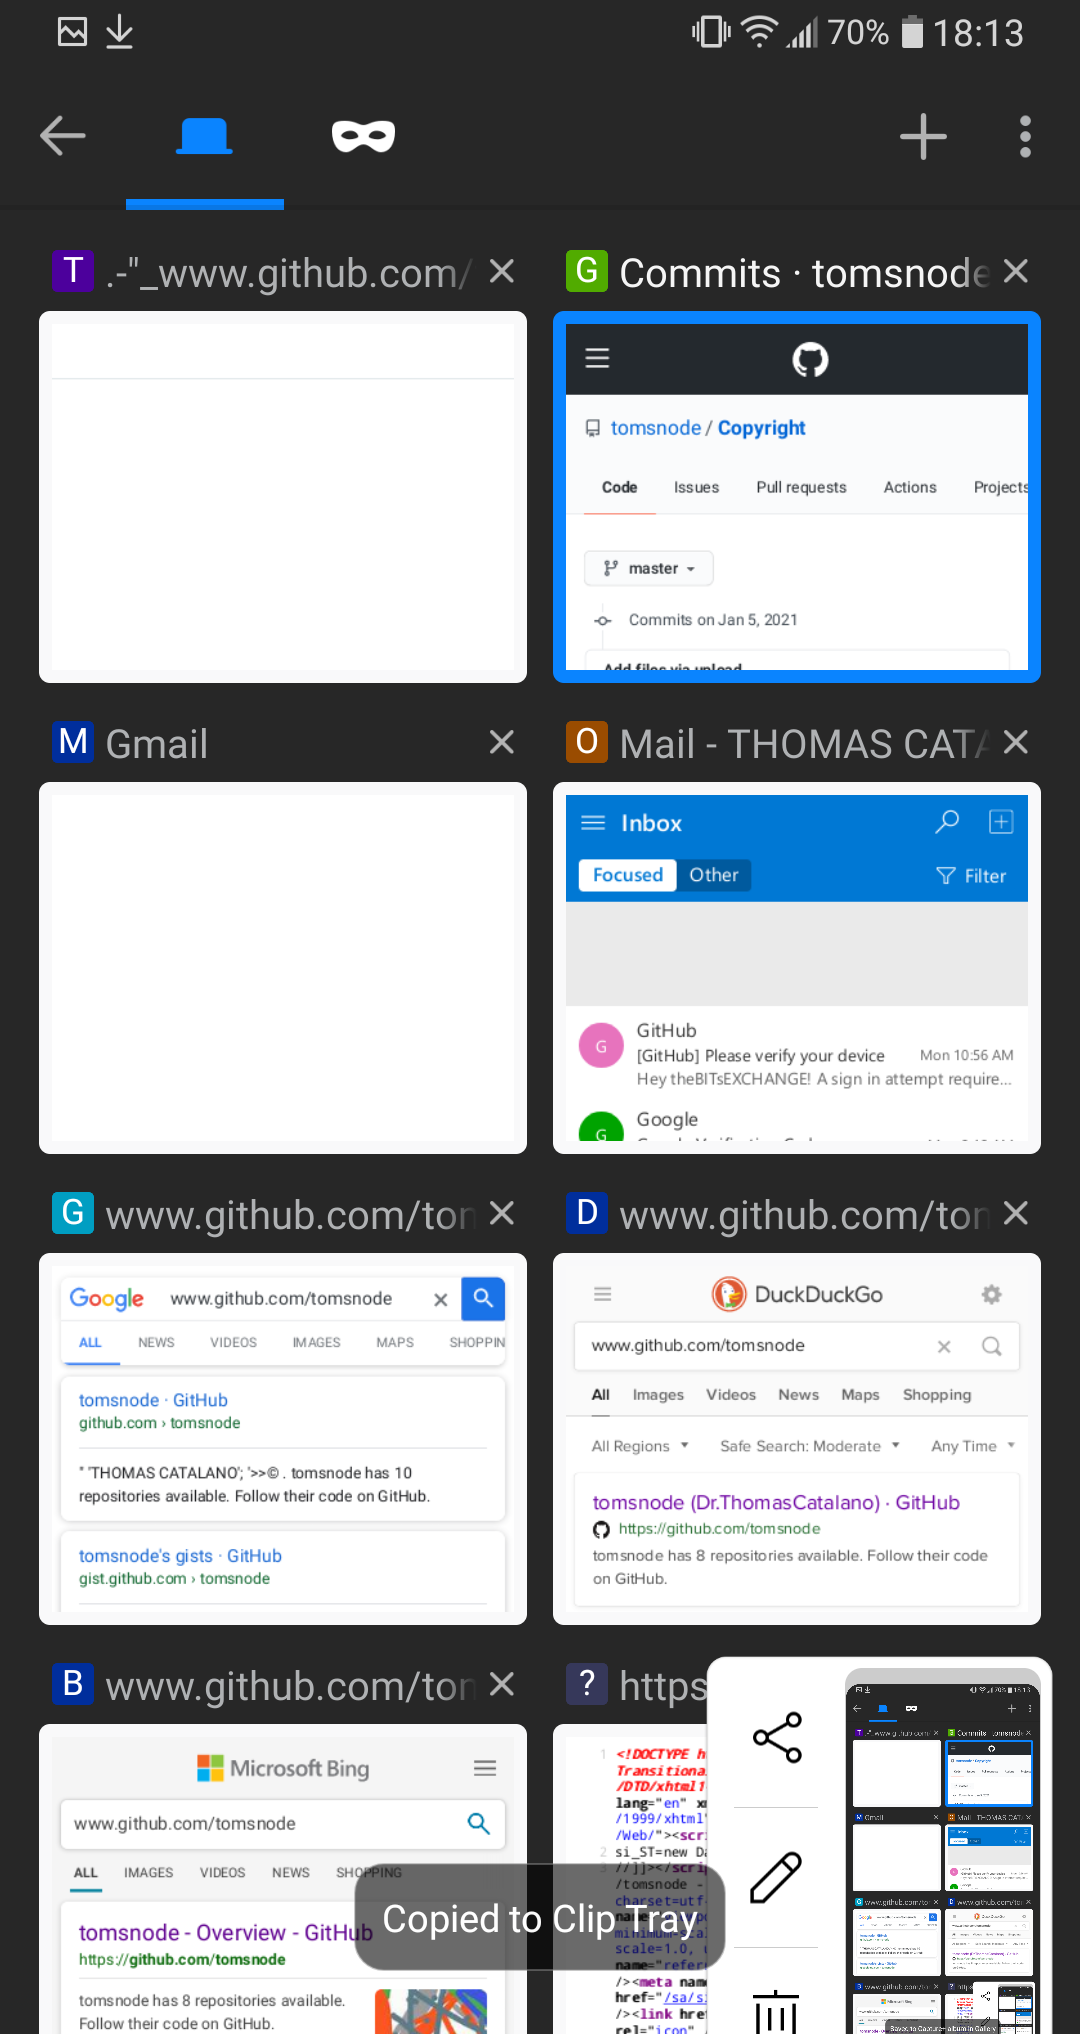 70% 18:13
T .-"_www.github.com/
G Commits · tomsnode
tomsnode / Copyright
Code Issues Pull requests Actions Projects
master
Commits on Jan 5, 2021
Add files via upload
M Gmail
O Mail - THOMAS CATA
Inbox
Focused Other Filter
G GitHub
[GitHub] Please verify your device Mon 10:56 AM
Hey theBITsEXCHANGE! A sign in attempt require...
G Google
G www.github.com/tom
Google www.github.com/tomsnode
ALL NEWS VIDEOS IMAGES MAPS SHOPPIN
tomsnode · GitHub
github.com › tomsnode
" 'THOMAS CATALANO'; '>>© . tomsnode has 10
repositories available. Follow their code on GitHub.
tomsnode's gists · GitHub
gist.github.com › tomsnode
D www.github.com/tom
DuckDuckGo
www.github.com/tomsnode
All Images Videos News Maps Shopping
All Regions Safe Search: Moderate Any Time
tomsnode (Dr.ThomasCatalano) · GitHub
https://github.com/tomsnode
tomsnode has 8 repositories available. Follow their code
on GitHub.
B www.github.com/tom
Microsoft Bing
www.github.com/tomsnode
ALL IMAGES VIDEOS NEWS SHOPPING
tomsnode - Overview - GitHub
https://github.com/tomsnode
tomsnode has 8 repositories available.
Follow their code on GitHub.
? https
1 <!DOCTYPE h
Transitiona
/DTD/xhtml1
lang="en" x
/1999/xhtml"
/Web/"><scri
2 si_ST=new Da
3 //]]></scrip
/tomsnode -
charset=utf-
minimum-sca
scale=1.0, u
name="refer
/><meta nam
href="/sa/s
/><link hre
rel="icon"
Copied to Clip Tray